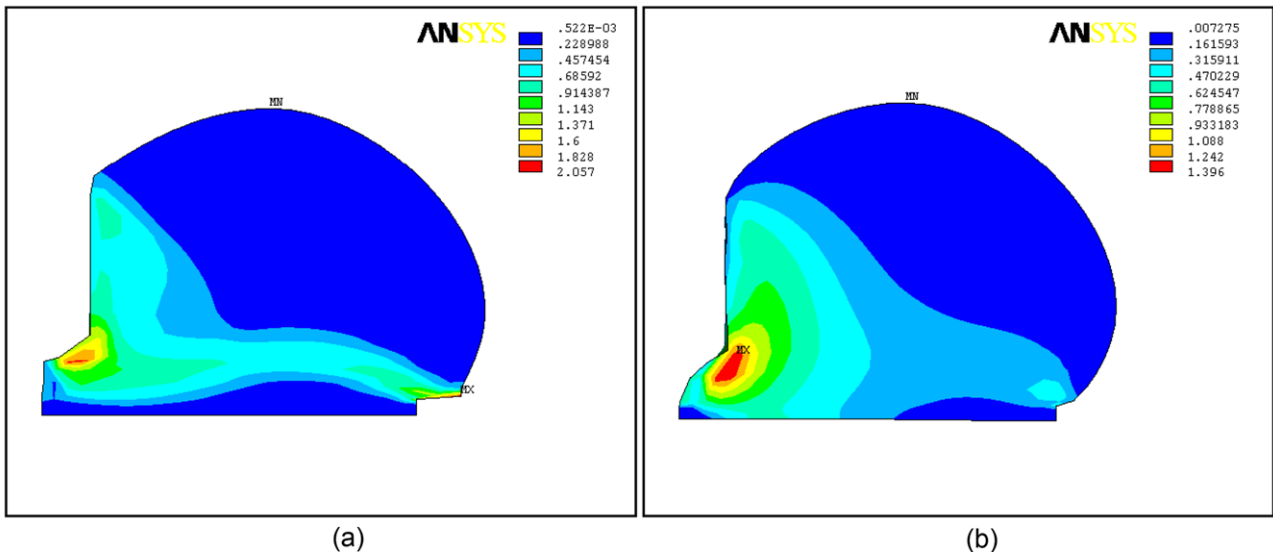 ANSYS
.522E-03
.228988
.457454
.68592
.914387
1.143
1.371
1.6
1.828
2.057
MN
MX
(a)
ANSYS
.007275
.161593
.315911
.470229
.624547
.778865
.933183
1.088
1.242
1.396
MN
MX
(b)